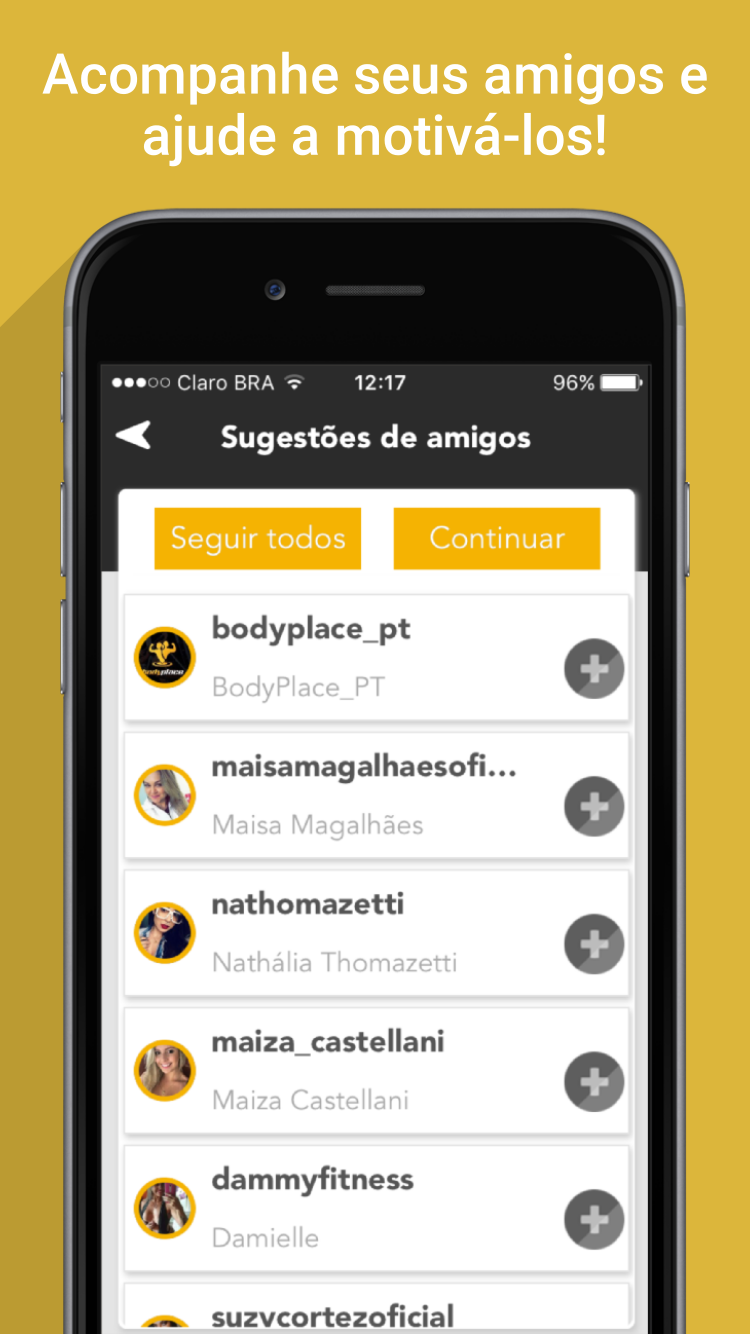 Acompanhe seus amigos e
ajude a motivá-los!
Claro BRA 12:17 96%
Sugestões de amigos
Seguir todos Continuar
bodyplace_pt
BodyPlace_PT
maisamagalhaesofi...
Maisa Magalhães
nathomazetti
Nathália Thomazetti
maiza_castellani
Maiza Castellani
dammyfitness
Damielle
suzycortezoficial